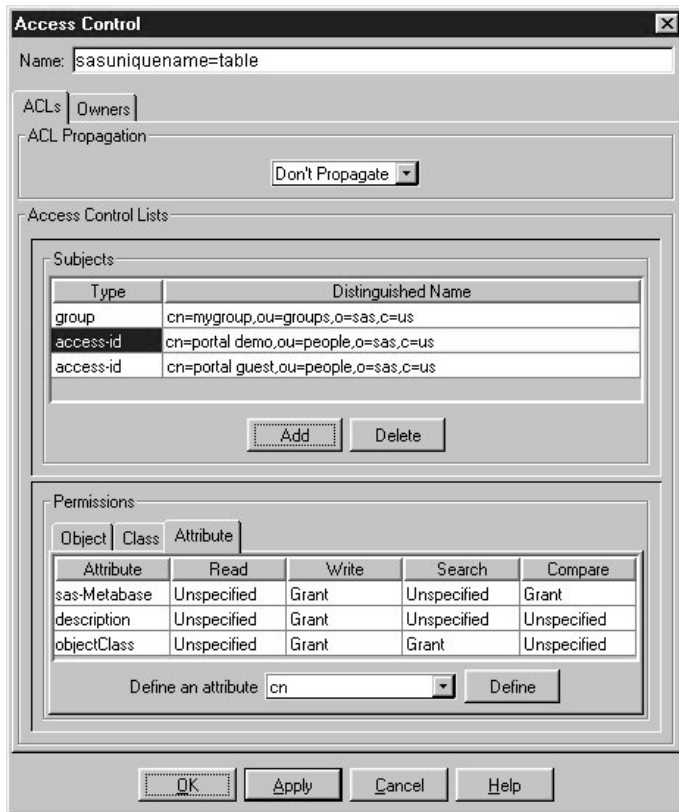 Access Control
Name: sasuniquename=table
ACLs Owners
ACL Propagation
Don't Propagate
Access Control Lists
Subjects
Type Distinguished Name
group cn=mygroup,ou=groups,o=sas,c=us
access-id cn=portal demo,ou=people,o=sas,c=us
access-id cn=portal guest,ou=people,o=sas,c=us
Add Delete
Permissions
Object Class Attribute
Attribute Read Write Search Compare
sas-Metabase Unspecified Grant Unspecified Grant
description Unspecified Grant Unspecified Unspecified
objectClass Unspecified Grant Grant Unspecified
Define an attribute cn Define
OK Apply Cancel Help